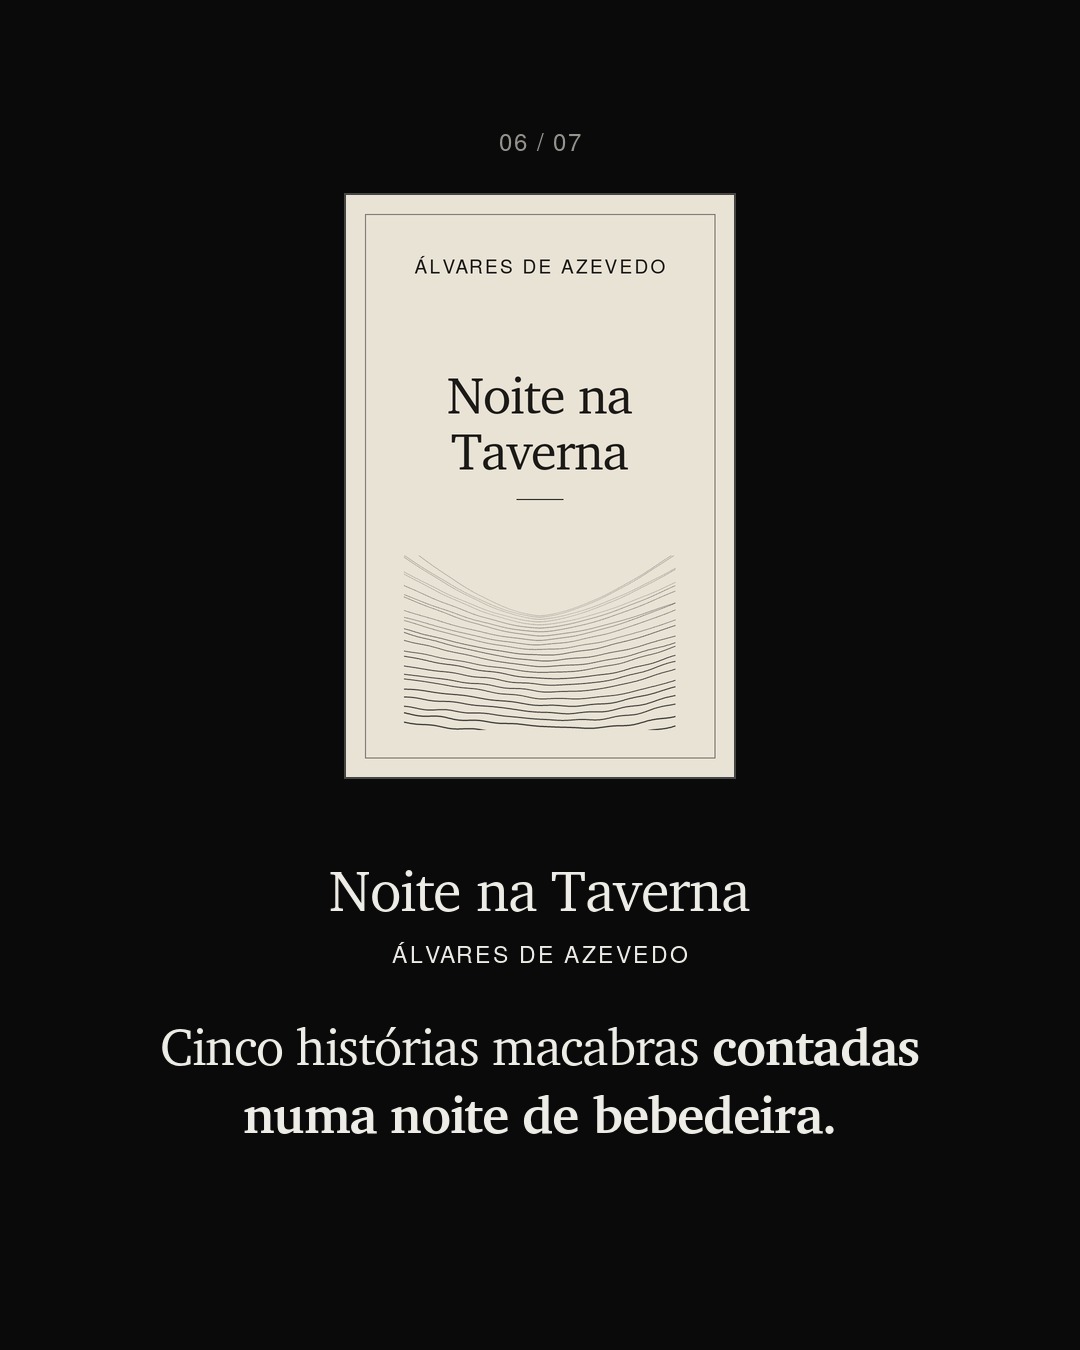 06 / 07
ÁLVARES DE AZEVEDO
Noite na
Taverna
Noite na Taverna
ÁLVARES DE AZEVEDO
Cinco histórias macabras contadas
numa noite de bebedeira.